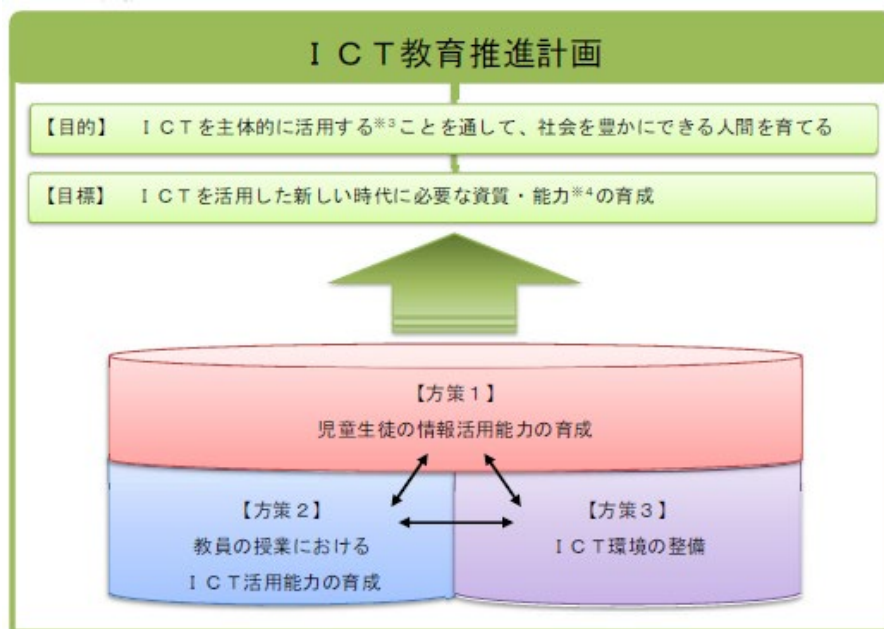 ＩＣＴ教育推進計画
【目的】　ＩＣＴを主体的に活用する※3ことを通して、社会を豊かにできる人間を育てる
【目標】　ＩＣＴを活用した新しい時代に必要な資質・能力※4の育成
【方策１】
児童生徒の情報活用能力の育成
【方策２】
教員の授業における
ＩＣＴ活用能力の育成
【方策３】
ＩＣＴ環境の整備